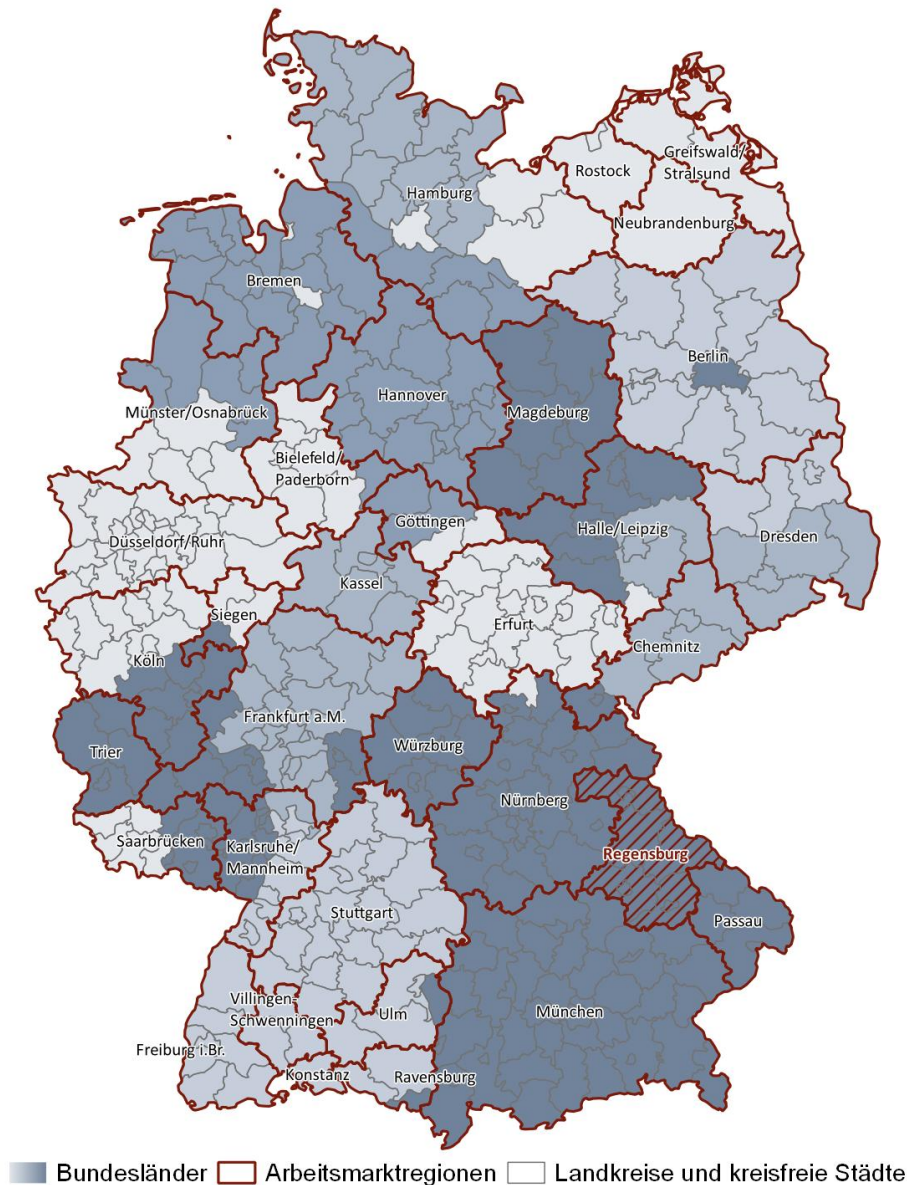 Hamburg
Rostock
Greifswald/
Stralsund
Neubrandenburg
Bremen
Berlin
Hannover
Magdeburg
Münster/Osnabrück
Bielefeld/
Paderborn
Göttingen
Halle/Leipzig
Dresden
Düsseldorf/Ruhr
Kassel
Siegen
Erfurt
Chemnitz
Köln
Frankfurt a.M.
Trier
Würzburg
Nürnberg
Saarbrücken
Karlsruhe/
Mannheim
Regensburg
Stuttgart
Passau
Villingen-
Schwenningen
Ulm
München
Freiburg i.Br.
Konstanz
Ravensburg
Bundesländer Arbeitsmarktregionen Landkreise und kreisfreie Städte